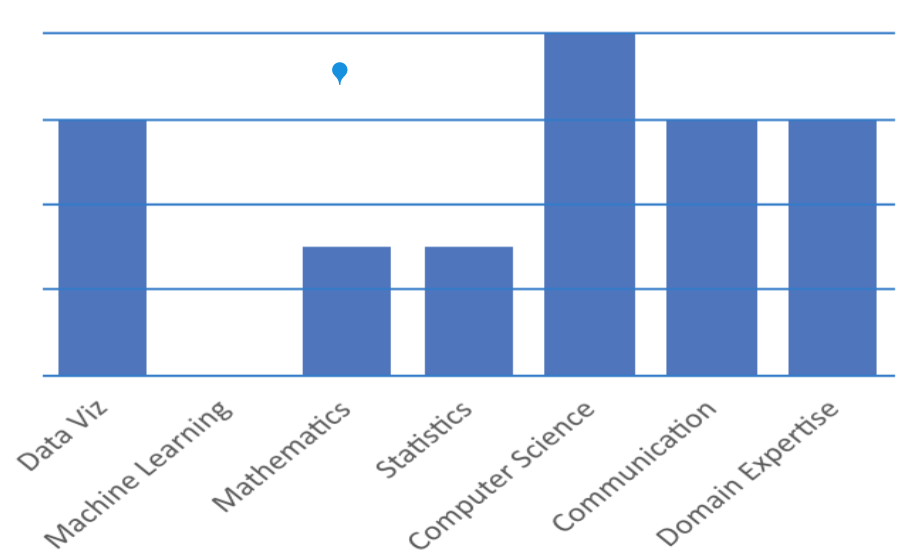 Data Viz
Machine Learning
Mathematics
Statistics
Computer Science
Communication
Domain Expertise